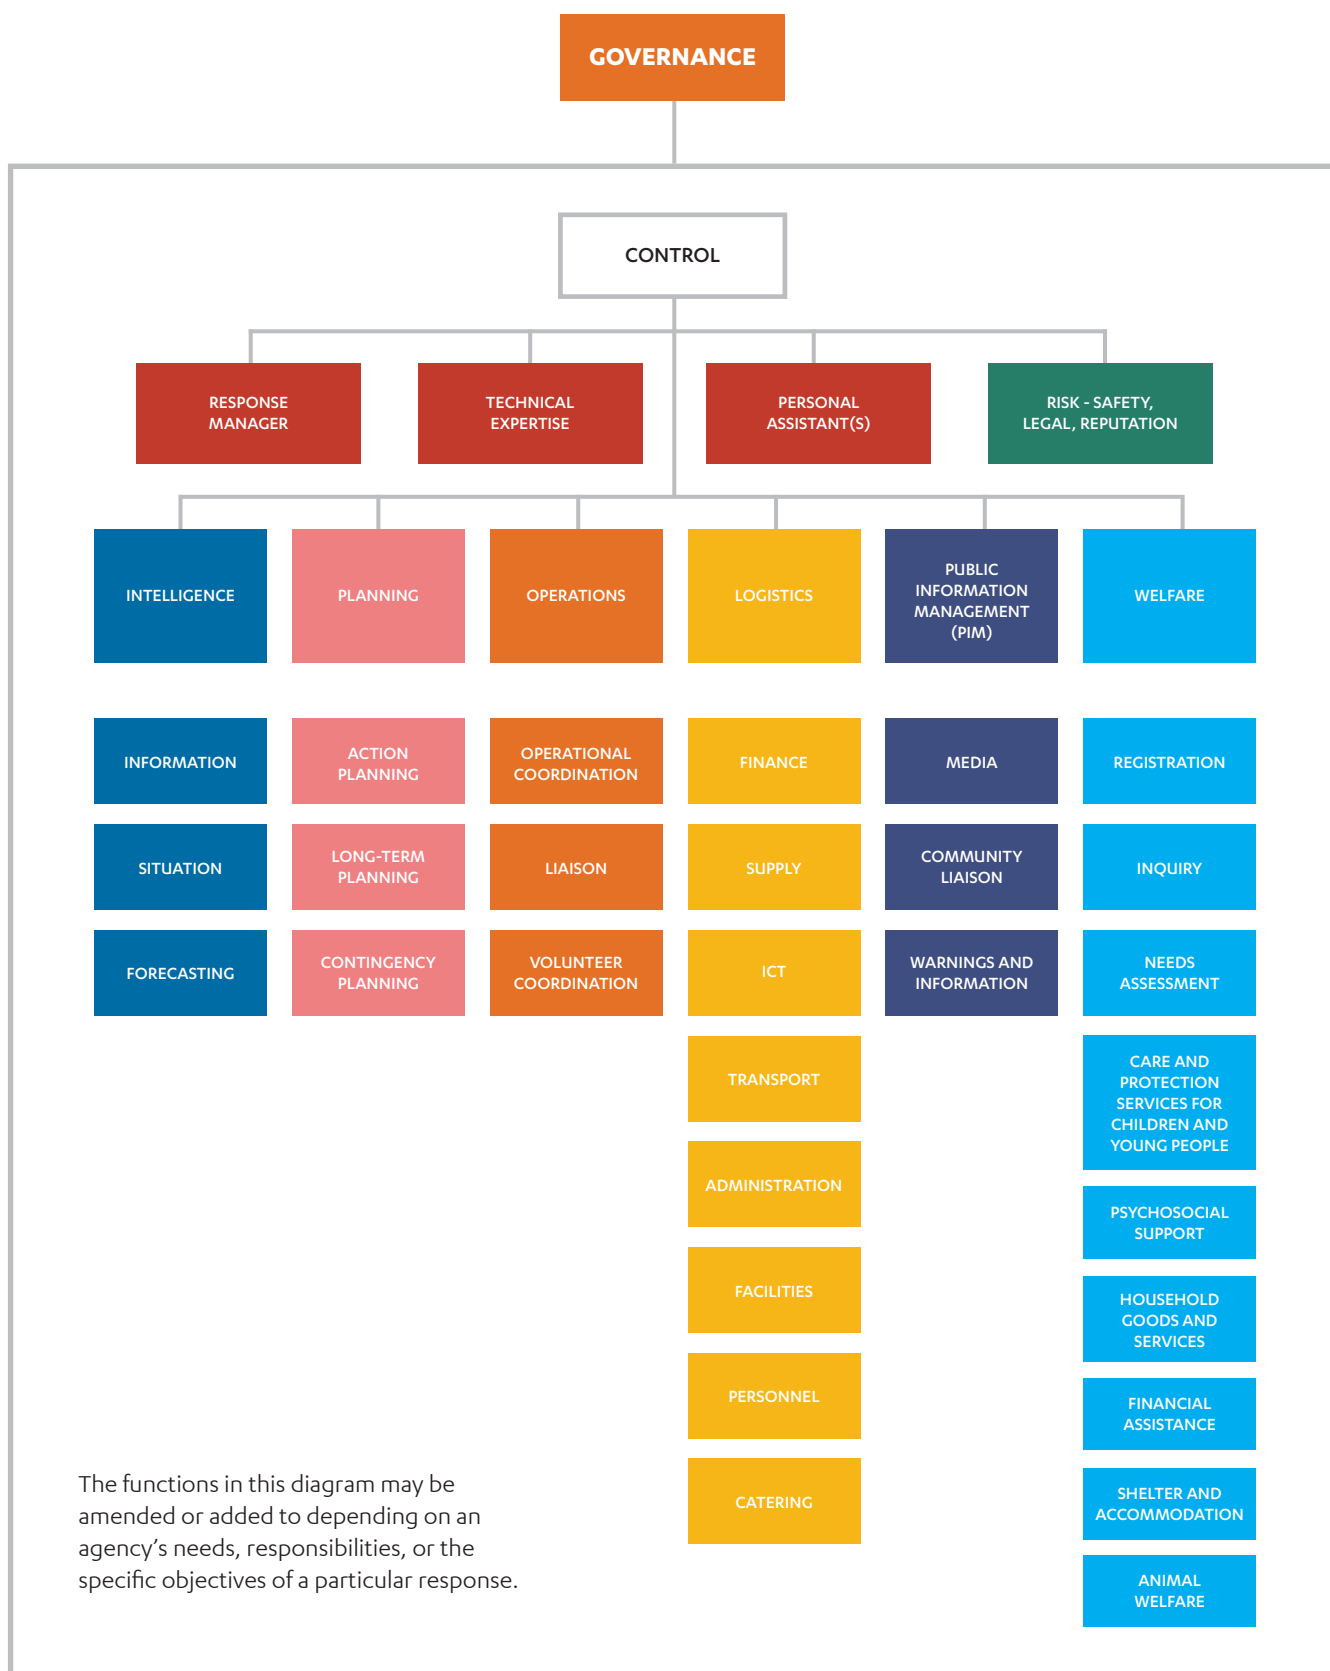 GOVERNANCE
CONTROL
RESPONSE
MANAGER
TECHNICAL
EXPERTISE
PERSONAL
ASSISTANT(S)
RISK - SAFETY,
LEGAL, REPUTATION
INTELLIGENCE
PLANNING
OPERATIONS
LOGISTICS
PUBLIC
INFORMATION
MANAGEMENT
(PIM)
WELFARE
INFORMATION
ACTION
PLANNING
OPERATIONAL
COORDINATION
FINANCE
MEDIA
REGISTRATION
SITUATION
LONG-TERM
PLANNING
LIAISON
SUPPLY
COMMUNITY
LIAISON
INQUIRY
FORECASTING
CONTINGENCY
PLANNING
VOLUNTEER
COORDINATION
ICT
WARNINGS AND
INFORMATION
NEEDS
ASSESSMENT
TRANSPORT
CARE AND
PROTECTION
SERVICES FOR
CHILDREN AND
YOUNG PEOPLE
ADMINISTRATION
PSYCHOSOCIAL
SUPPORT
FACILITIES
HOUSEHOLD
GOODS AND
SERVICES
PERSONNEL
FINANCIAL
ASSISTANCE
CATERING
SHELTER AND
ACCOMMODATION
ANIMAL
WELFARE
The functions in this diagram may be
amended or added to depending on an
agency's needs, responsibilities, or the
specific objectives of a particular response.